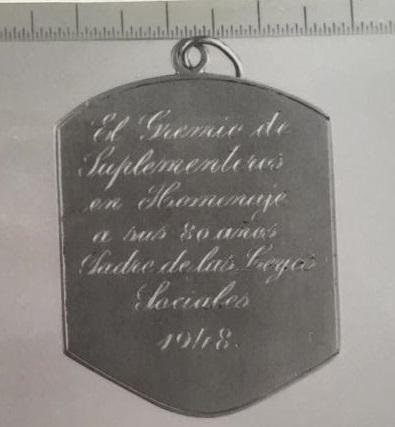 El Gremio de
Suplementeros
en Homenaje
a sus 80 años
Padre de las Leyes
Sociales
1948.